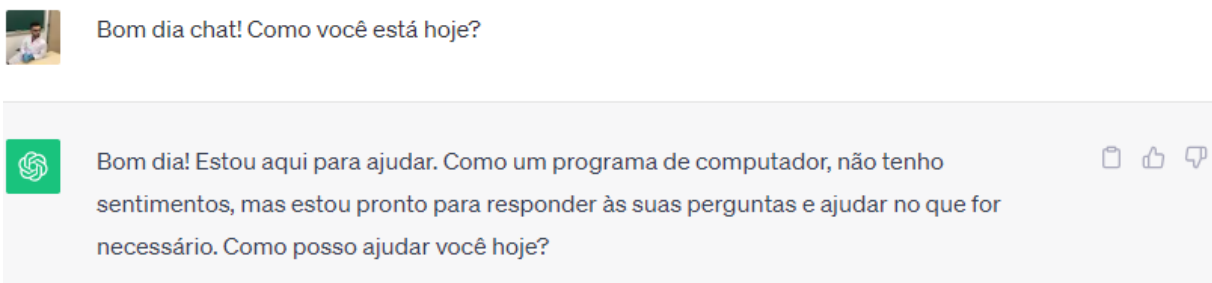 Bom dia chat! Como você está hoje?
Bom dia! Estou aqui para ajudar. Como um programa de computador, não tenho
sentimentos, mas estou pronto para responder às suas perguntas e ajudar no que for
necessário. Como posso ajudar você hoje?